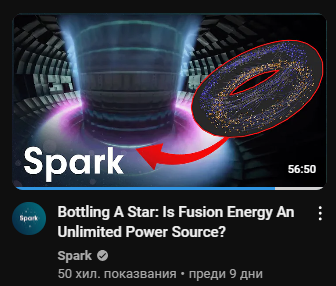 Spark
56:50
Spark
Bottling A Star: Is Fusion Energy An
Unlimited Power Source?
Spark
50 хил. показвания • преди 9 дни